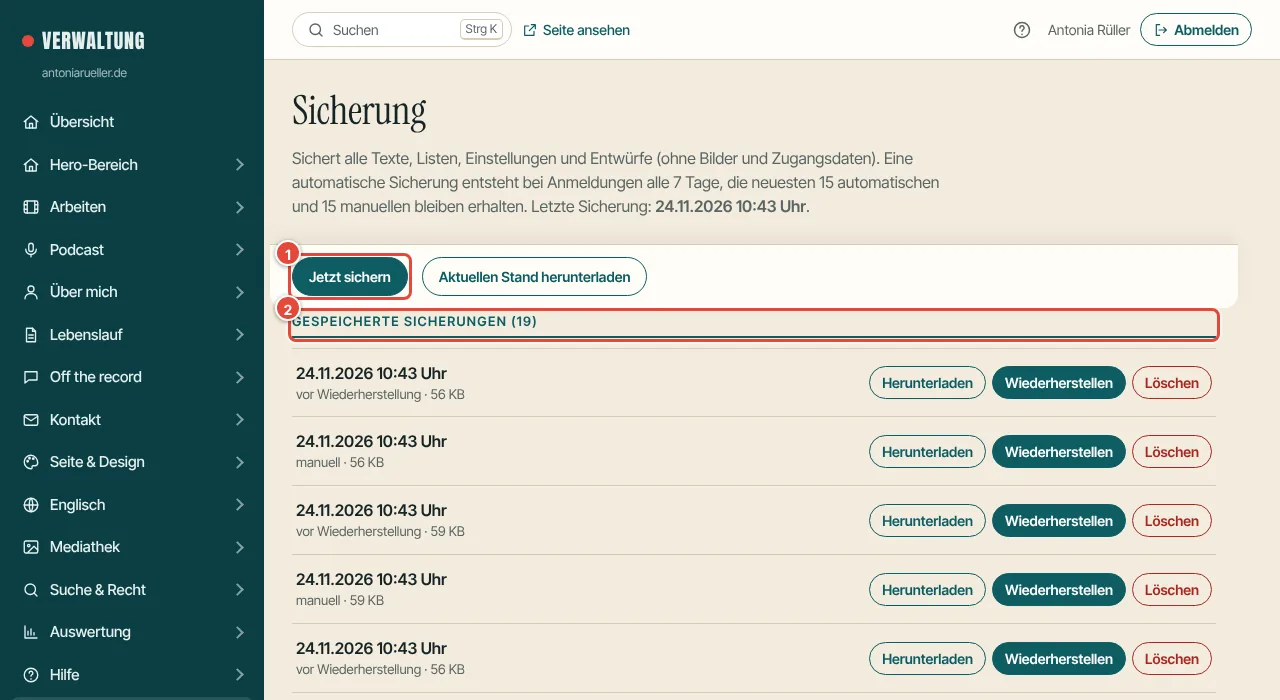 VERWALTUNG
antoniarueller.de
Übersicht
Hero-Bereich
Arbeiten
Podcast
Über mich
Lebenslauf
Off the record
Kontakt
Seite & Design
Englisch
Mediathek
Suche & Recht
Auswertung
Hilfe
Suchen
Strg K
Seite ansehen
Antonia Rüller
Abmelden
Sicherung
Sichert alle Texte, Listen, Einstellungen und Entwürfe (ohne Bilder und Zugangsdaten). Eine
automatische Sicherung entsteht bei Anmeldungen alle 7 Tage, die neuesten 15 automatischen
und 15 manuellen bleiben erhalten. Letzte Sicherung: 24.11.2026 10:43 Uhr.
1
Jetzt sichern
Aktuellen Stand herunterladen
2
GESPEICHERTE SICHERUNGEN (19)
24.11.2026 10:43 Uhr
vor Wiederherstellung · 56 KB
Herunterladen
Wiederherstellen
Löschen
24.11.2026 10:43 Uhr
manuell · 56 KB
Herunterladen
Wiederherstellen
Löschen
24.11.2026 10:43 Uhr
vor Wiederherstellung · 59 KB
Herunterladen
Wiederherstellen
Löschen
24.11.2026 10:43 Uhr
manuell · 59 KB
Herunterladen
Wiederherstellen
Löschen
24.11.2026 10:43 Uhr
vor Wiederherstellung · 56 KB
Herunterladen
Wiederherstellen
Löschen